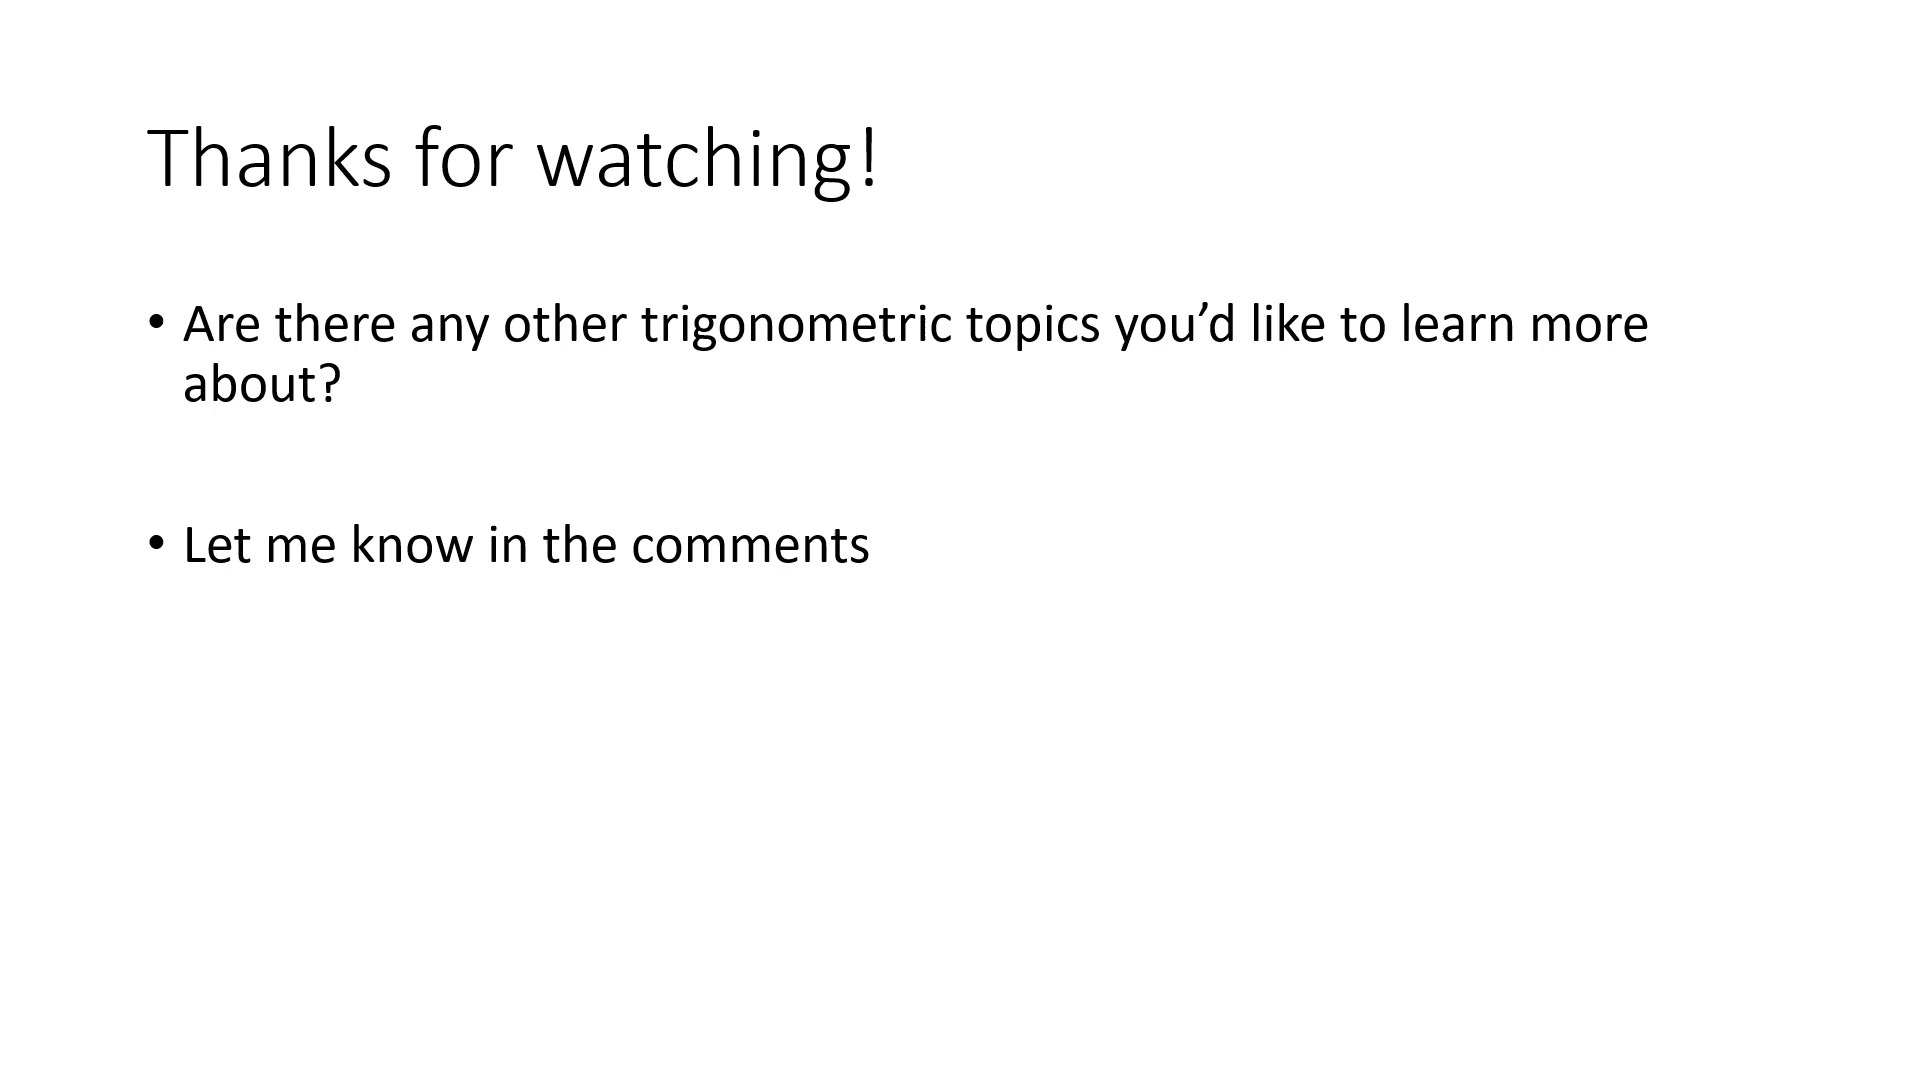 Thanks for watching!
• Are there any other trigonometric topics you’d like to learn more
about?
• Let me know in the comments